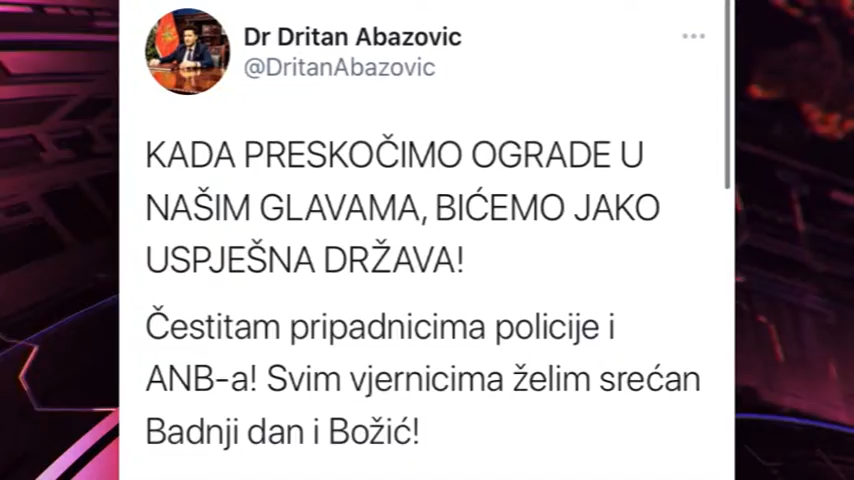 Dr Dritan Abazovic
@DritanAbazovic
KADA PRESKOČIMO OGRADE U
NAŠIM GLAVAMA, BIĆEMO JAKO
USPJEŠNA DRŽAVA!
Čestitam pripadnicima policije i
ANB-a! Svim vjernicima želim srećan
Badnji dan i Božić!